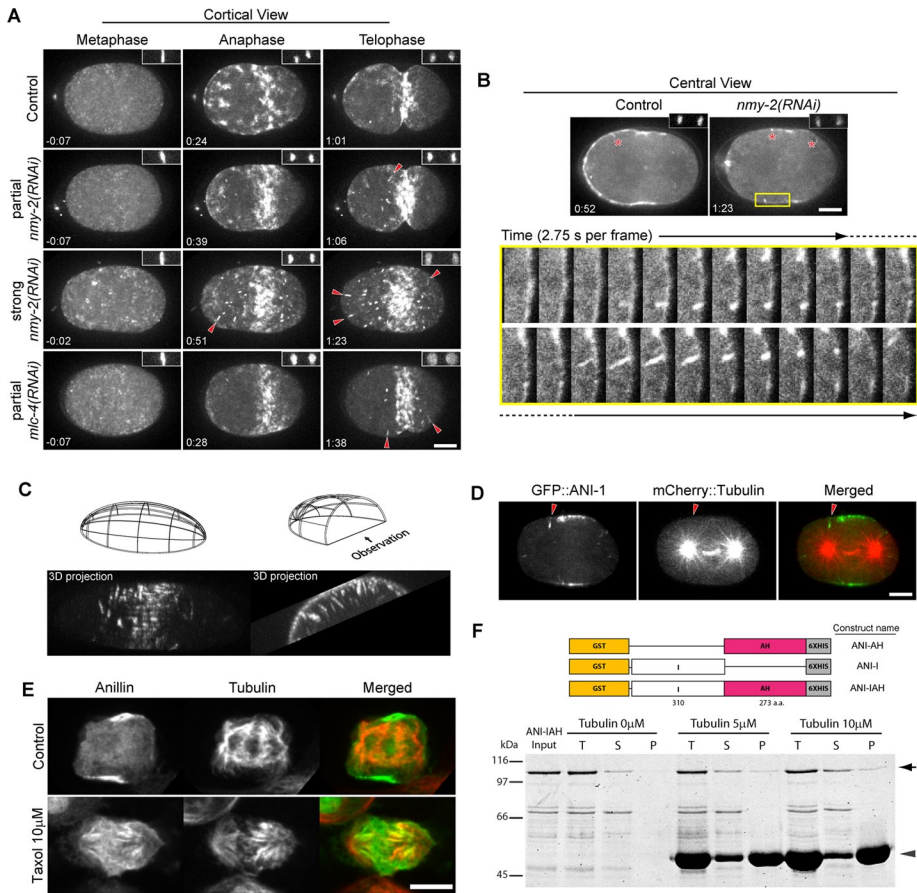 A
Cortical View
Metaphase
Anaphase
Telophase
Control
-0:07
0:24
1:01
partial
nmy-2(RNAi)
-0:07
0:39
1:06
strong
nmy-2(RNAi)
-0:02
0:51
1:23
partial
mlc-4(RNAi)
-0:07
0:28
1:38
B
Central View
Control
nmy-2(RNAi)
*
*
*
0:52
1:23
Time (2.75 s per frame)
C
Observation
3D projection
3D projection
D
GFP::ANI-1
mCherry::Tubulin
Merged
E
Anillin
Tubulin
Merged
Control
Taxol 10μM
F
Construct name
GST
AH
6XHIS
ANI-AH
GST
I
6XHIS
ANI-I
GST
I
AH
6XHIS
ANI-IAH
310
273 a.a.
ANI-IAH
Input
Tubulin 0μM
Tubulin 5μM
Tubulin 10μM
kDa
T
S
P
T
S
P
T
S
P
116
97
66
45